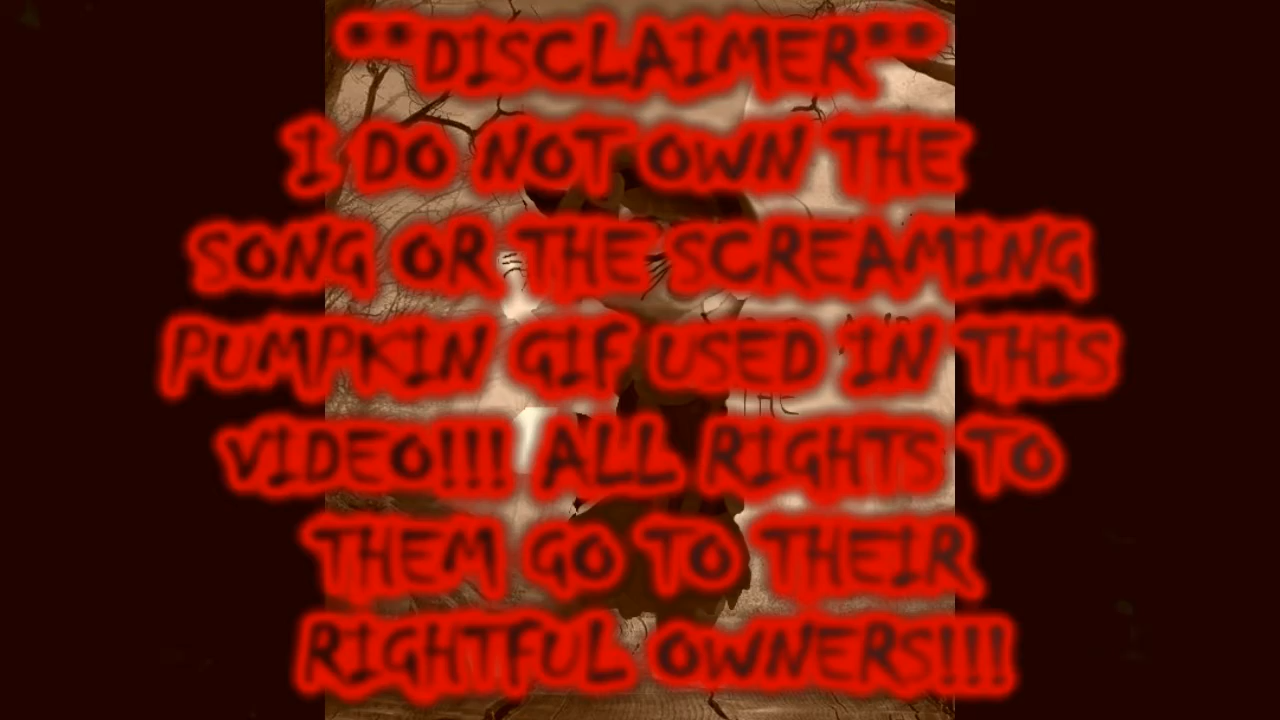 **DISCLAIMER**
I DO NOT OWN THE
SONG OR THE SCREAMING
PUMPKIN GIF USED IN THIS
THE
VIDEO!!! ALL RIGHTS TO
THEM GO TO THEIR
RIGHTFUL OWNERS!!!